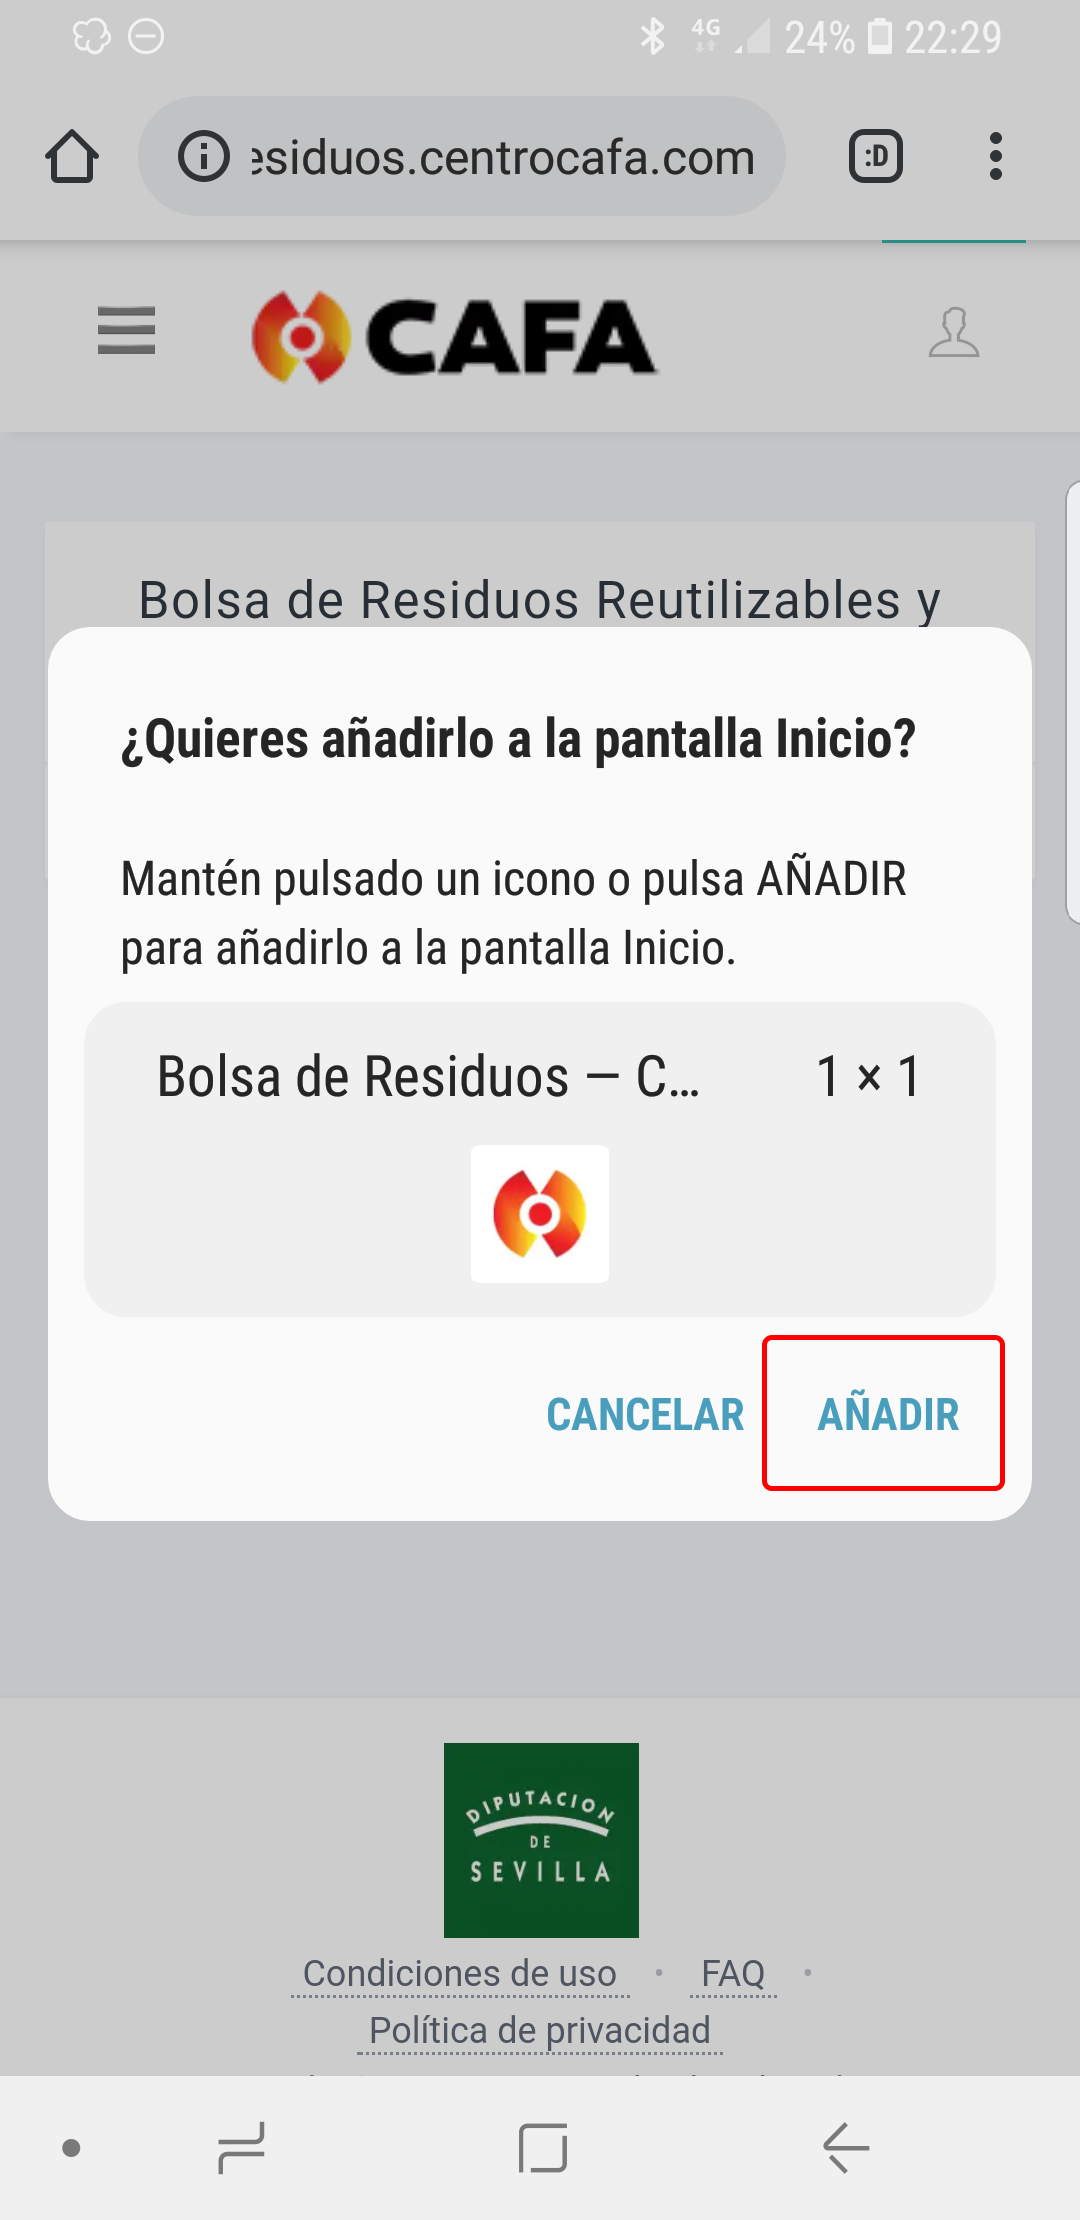 4G 24% 22:29
esiduos.centrocafa.com :D
CAFA
Bolsa de Residuos Reutilizables y
¿Quieres añadirlo a la pantalla Inicio?
Mantén pulsado un icono o pulsa AÑADIR
para añadirlo a la pantalla Inicio.
Bolsa de Residuos – C... 1 × 1
CANCELAR AÑADIR
DIPUTACION
DE
SEVILLA
Condiciones de uso • FAQ •
Política de privacidad